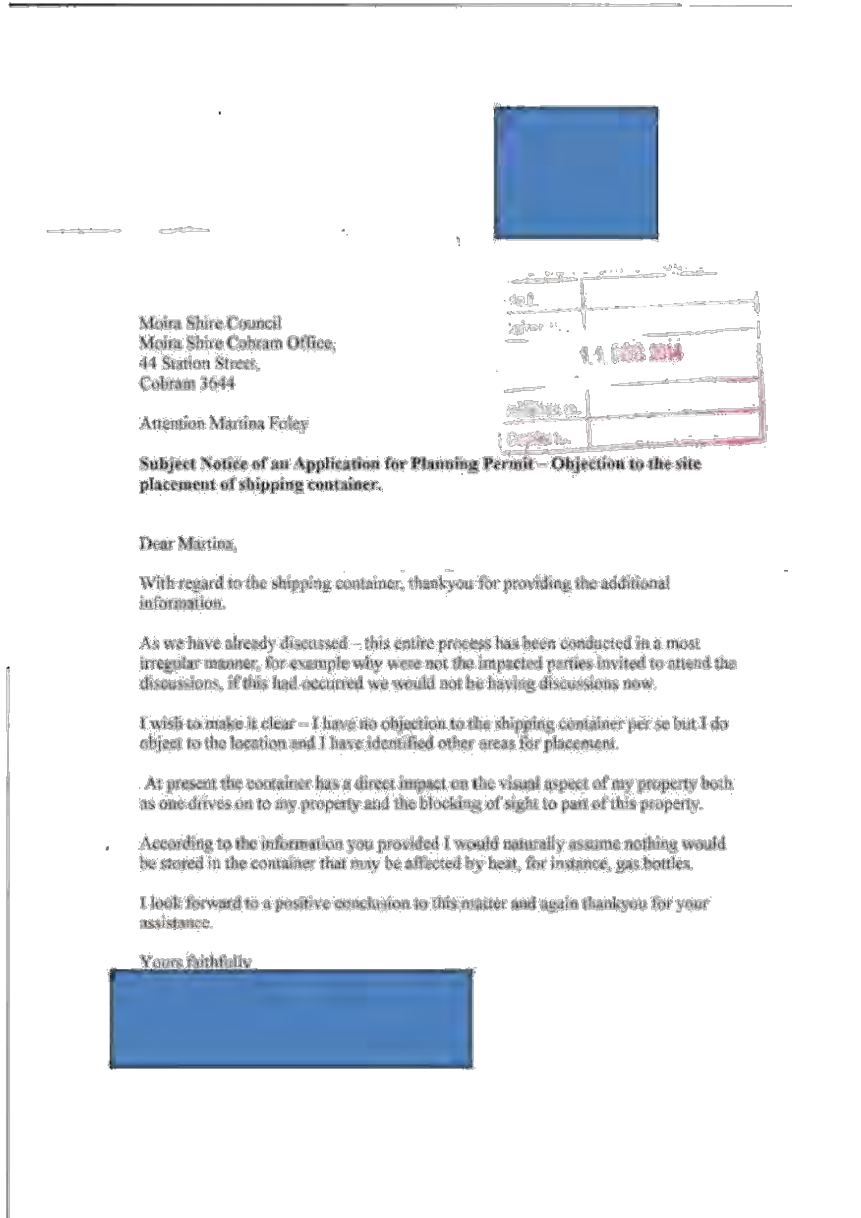 11 DEC 2014
Moira Shire Council
Moira Shire Cobram Office,
44 Station Street,
Cobram 3644
Attention Martina Foley
Subject Notice of an Application for Planning Permit – Objection to the site
placement of shipping container.
Dear Martina,
With regard to the shipping container, thankyou for providing the additional
information.
As we have already discussed – this entire process has been conducted in a most
irregular manner, for example why were not the impacted parties invited to attend the
discussions, if this had occurred we would not be having discussions now.
I wish to make it clear – I have no objection to the shipping container per se but I do
object to the location and I have identified other areas for placement.
At present the container has a direct impact on the visual aspect of my property both
as one drives on to my property and the blocking of sight to part of this property.
According to the information you provided I would naturally assume nothing would
be stored in the container that may be affected by heat, for instance, gas bottles.
I look forward to a positive conclusion to this matter and again thankyou for your
assistance.
Yours faithfully